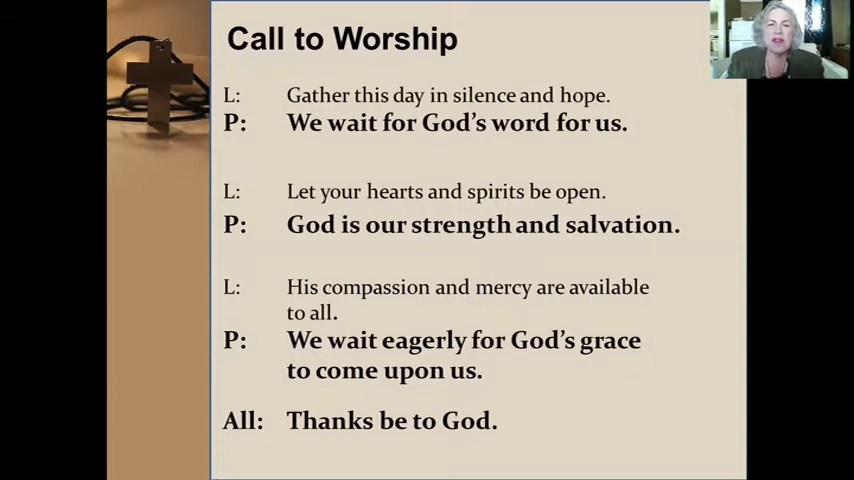 Call to Worship
L: Gather this day in silence and hope.
P: We wait for God's word for us.
L: Let your hearts and spirits be open.
P: God is our strength and salvation.
L: His compassion and mercy are available
to all.
P: We wait eagerly for God's grace
to come upon us.
All: Thanks be to God.